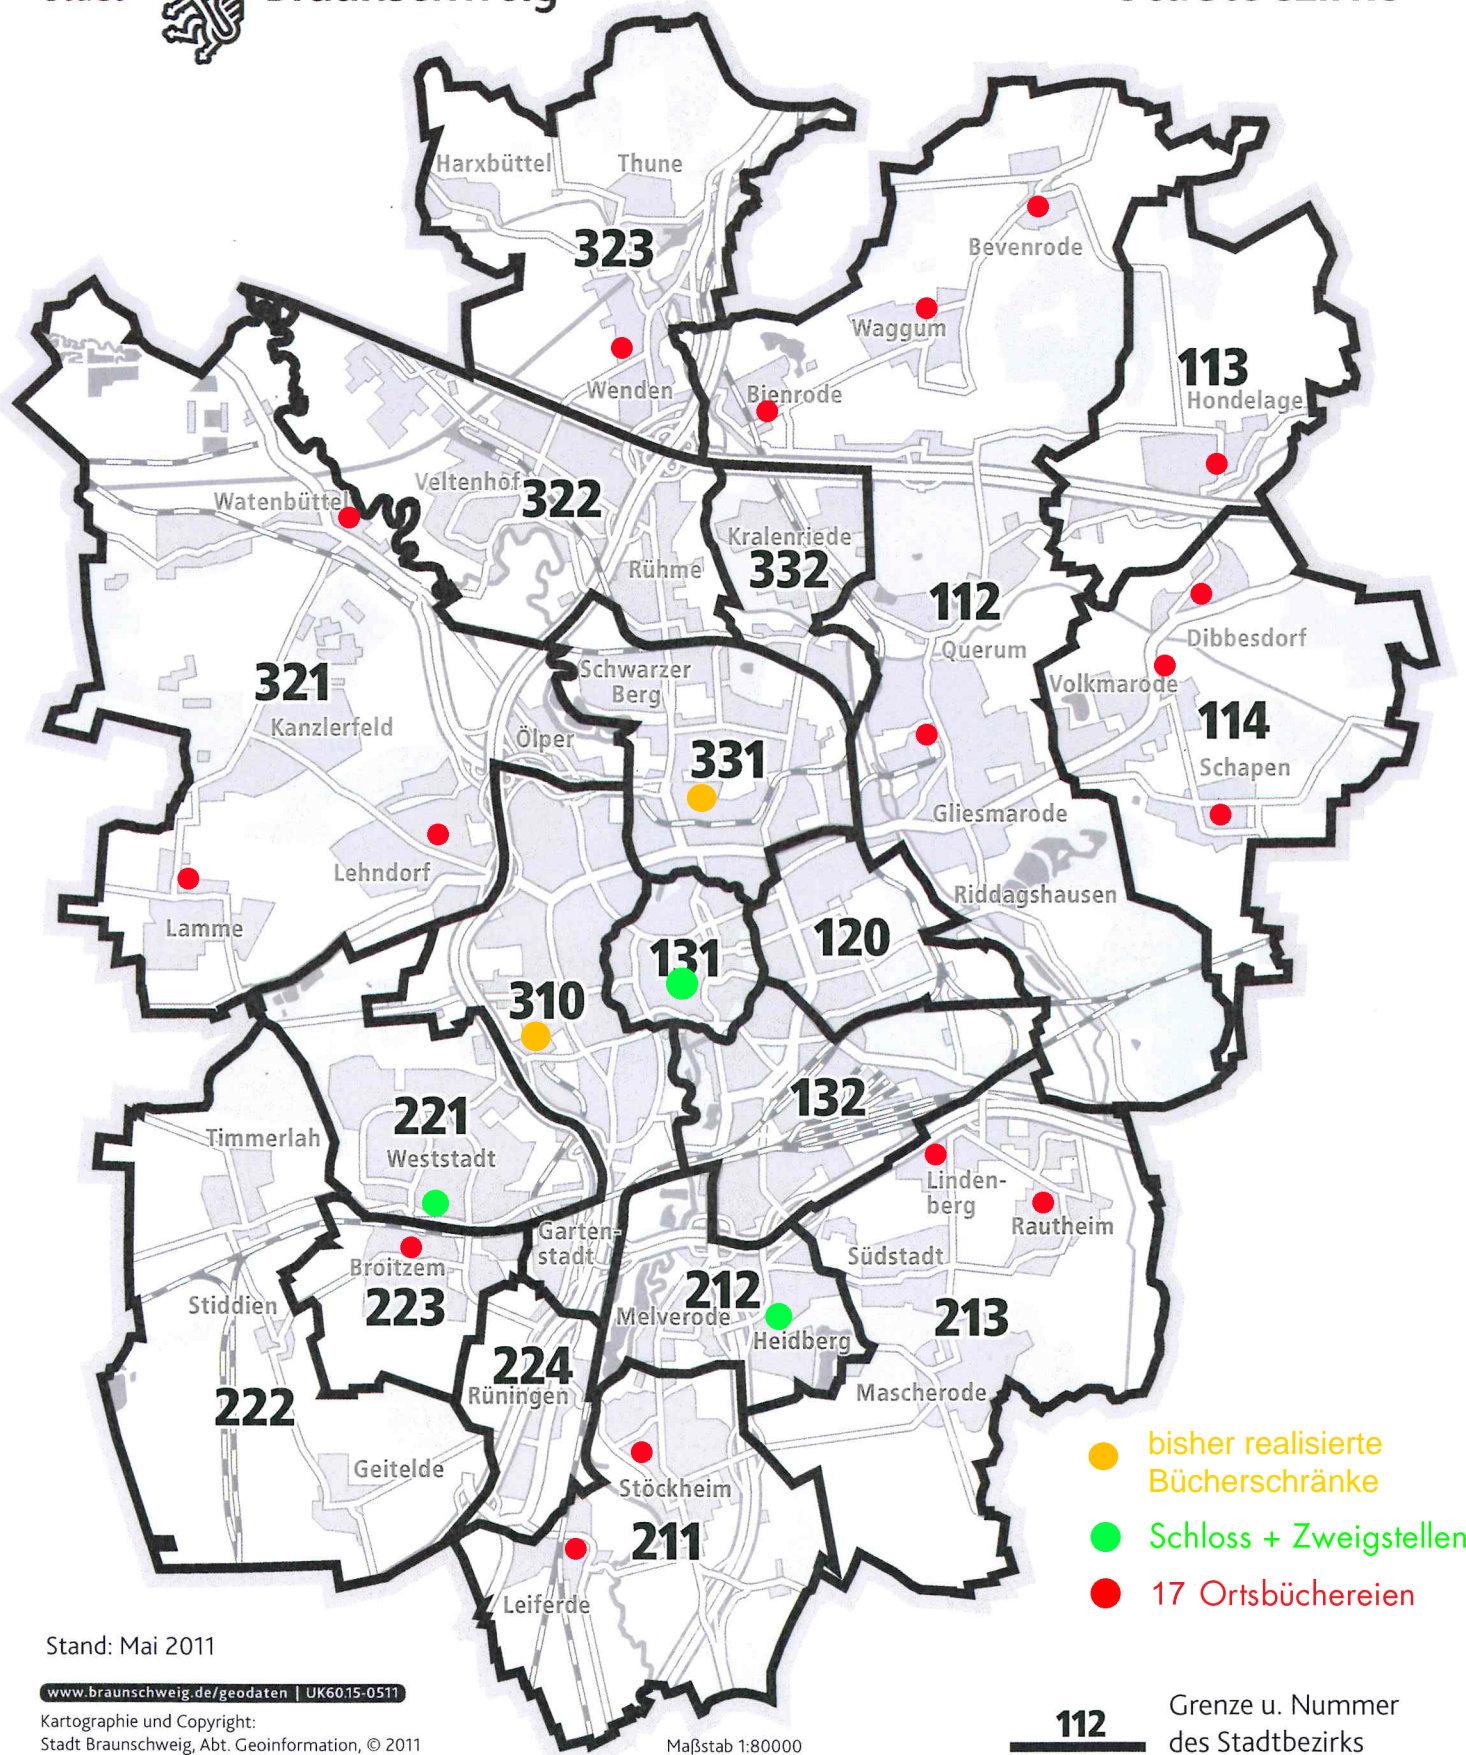 Harxbüttel
Thune
323
Bevenrode
Waggum
Wenden
Bienrode
113
Hondelage
Watenbüttel
Veltenhof
322
Kralenriede
332
Rühme
112
Querum
Dibbesdorf
Volkmarode
114
Schapen
321
Kanzlerfeld
Schwarzer
Berg
Ölper
331
Gliesmarode
Lehndorf
Riddagshausen
Lamme
131
120
310
132
221
Weststadt
Timmerlah
Linden-
berg
Rautheim
Garten-
stadt
Südstadt
Broitzem
223
Stiddien
212
Melverode
Heidberg
213
224
Rüningen
222
Mascherode
Geitelde
Stöckheim
211
Leiferde
bisher realisierte
Bücherschränke
Schloss + Zweigstellen
17 Ortsbüchereien
Stand: Mai 2011
www.braunschweig.de/geodaten | UK60.15-0511
Kartographie und Copyright:
Stadt Braunschweig, Abt. Geoinformation, © 2011
Maßstab 1:80000
112
Grenze u. Nummer
des Stadtbezirks